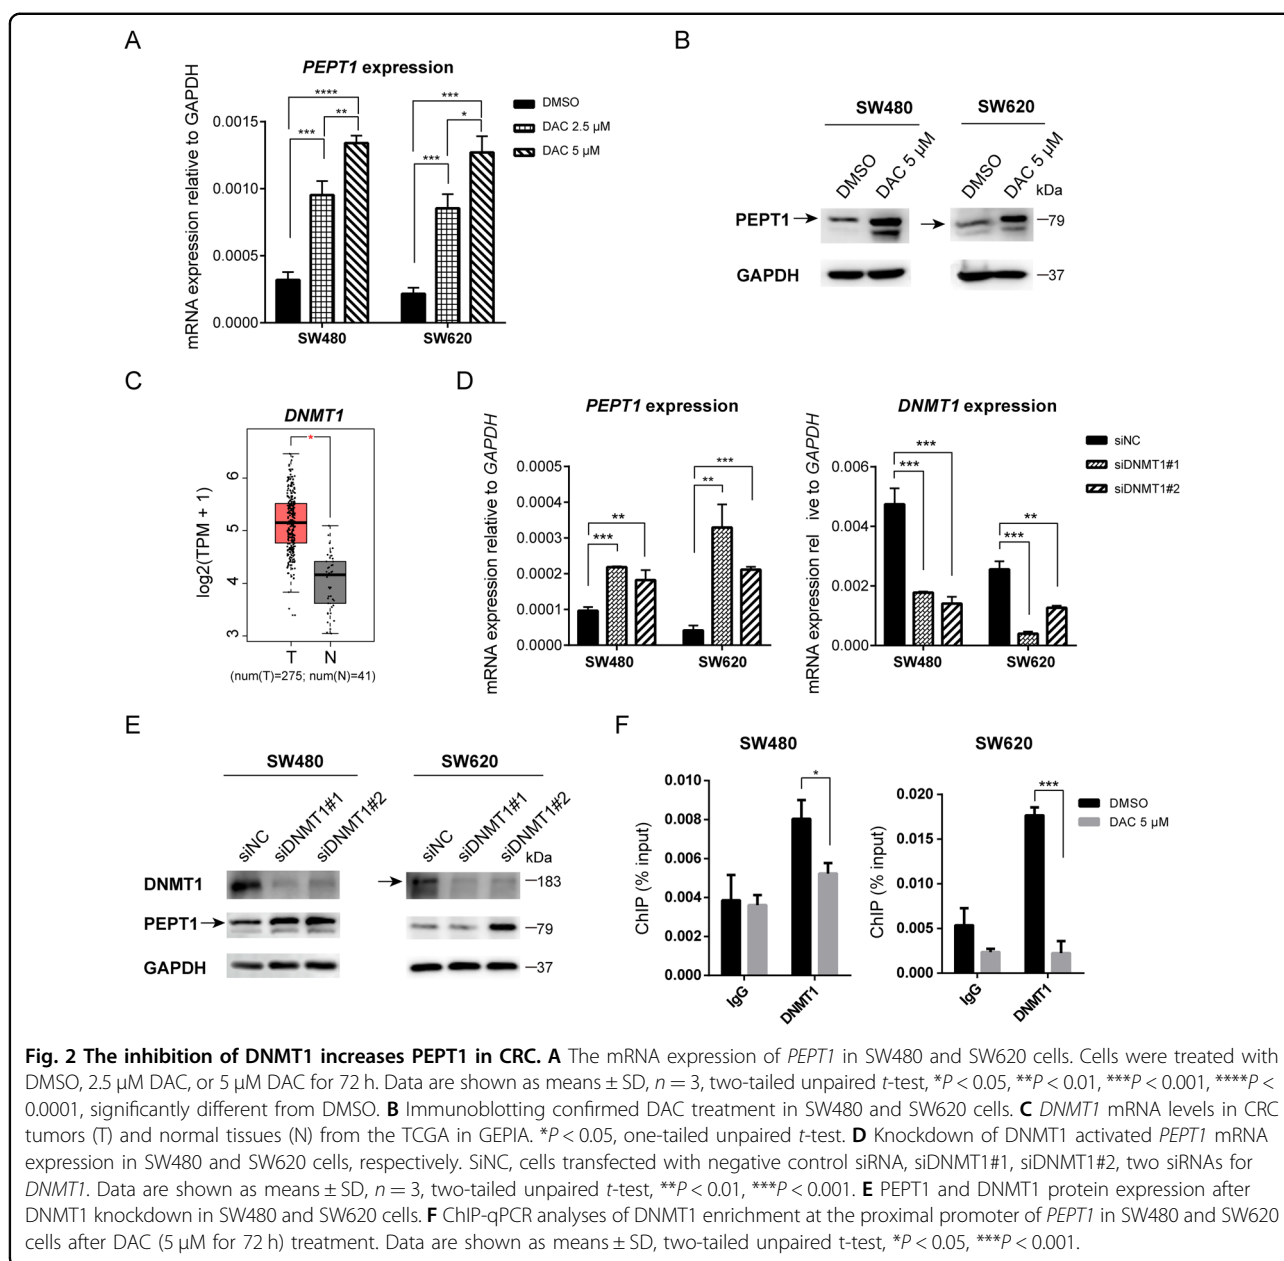 A
PEPT1 expression
mRNA expression relative to GAPDH
0.0015
0.0010
0.0005
0.0000
****
***
**
***
***
*
SW480
SW620
DMSO
DAC 2.5 μM
DAC 5 μM
B
SW480
SW620
DMSO
DAC 5 μM
DMSO
DAC 5 μM
kDa
PEPT1
79
GAPDH
37
C
DNMT1
*
log2(TPM + 1)
6
5
4
3
T
N
(num(T)=275; num(N)=41)
D
PEPT1 expression
mRNA expression relative to GAPDH
0.0005
0.0004
0.0003
0.0002
0.0001
0.0000
**
***
***
**
SW480
SW620
DNMT1 expression
mRNA expression rel ive to GAPDH
0.006
0.004
0.002
0.000
***
***
**
***
SW480
SW620
siNC
siDNMT1#1
siDNMT1#2
E
SW480
SW620
siNC
siDNMT1#1
siDNMT1#2
siNC
siDNMT1#1
siDNMT1#2
kDa
DNMT1
183
PEPT1
79
GAPDH
37
F
SW480
ChIP (% input)
0.010
0.008
0.006
0.004
0.002
0.000
*
IgG
DNMT1
SW620
ChIP (% input)
0.020
0.015
0.010
0.005
0.000
***
IgG
DNMT1
DMSO
DAC 5 μM
Fig. 2 The inhibition of DNMT1 increases PEPT1 in CRC. A The mRNA expression of PEPT1 in SW480 and SW620 cells. Cells were treated with
DMSO, 2.5 μM DAC, or 5 μM DAC for 72 h. Data are shown as means ± SD, n = 3, two-tailed unpaired t-test, *P < 0.05, **P < 0.01, ***P < 0.001, ****P <
0.0001, significantly different from DMSO. B Immunoblotting confirmed DAC treatment in SW480 and SW620 cells. C DNMT1 mRNA levels in CRC
tumors (T) and normal tissues (N) from the TCGA in GEPIA. *P < 0.05, one-tailed unpaired t-test. D Knockdown of DNMT1 activated PEPT1 mRNA
expression in SW480 and SW620 cells, respectively. SiNC, cells transfected with negative control siRNA, siDNMT1#1, siDNMT1#2, two siRNAs for
DNMT1. Data are shown as means ± SD, n = 3, two-tailed unpaired t-test, **P < 0.01, ***P < 0.001. E PEPT1 and DNMT1 protein expression after
DNMT1 knockdown in SW480 and SW620 cells. F ChIP-qPCR analyses of DNMT1 enrichment at the proximal promoter of PEPT1 in SW480 and SW620
cells after DAC (5 μM for 72 h) treatment. Data are shown as means ± SD, two-tailed unpaired t-test, *P < 0.05, ***P < 0.001.